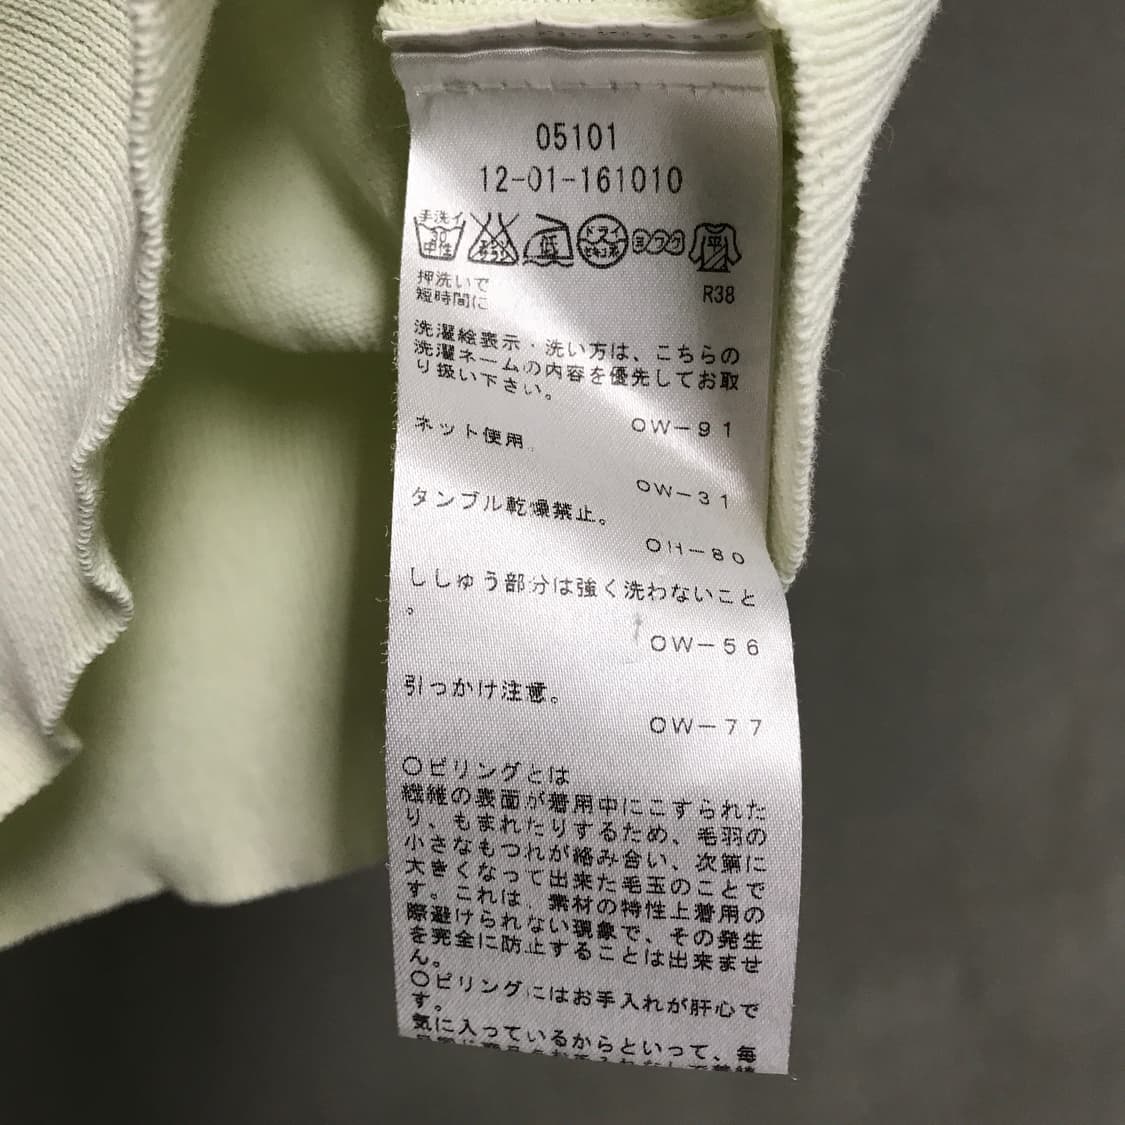 05101
12-01-161010
手洗イ
30
中性
エンソ
サラシ
低
ドライ
セキユ系
ヨワク
平
押洗いで
短時間に
R38
洗濯絵表示・洗い方は、こちらの
洗濯ネームの内容を優先してお取
り扱い下さい。
OW-91
ネット使用。
OW-31
タンブル乾燥禁止。
OH-80
ししゅう部分は強く洗わないこと
。
OW-56
引っかけ注意。
OW-77
○ピリングとは
繊維の表面が着用中にこすられた
り、もまれたりするため、毛羽の
小さなもつれが絡み合い、次第に
大きくなって出来た毛玉のことで
す。これは、素材の特性上着用の
際避けられない現象で、その発生
を完全に防止することは出来ませ
ん。
○ピリングにはお手入れが肝心で
す。
気に入っているからといって、毎